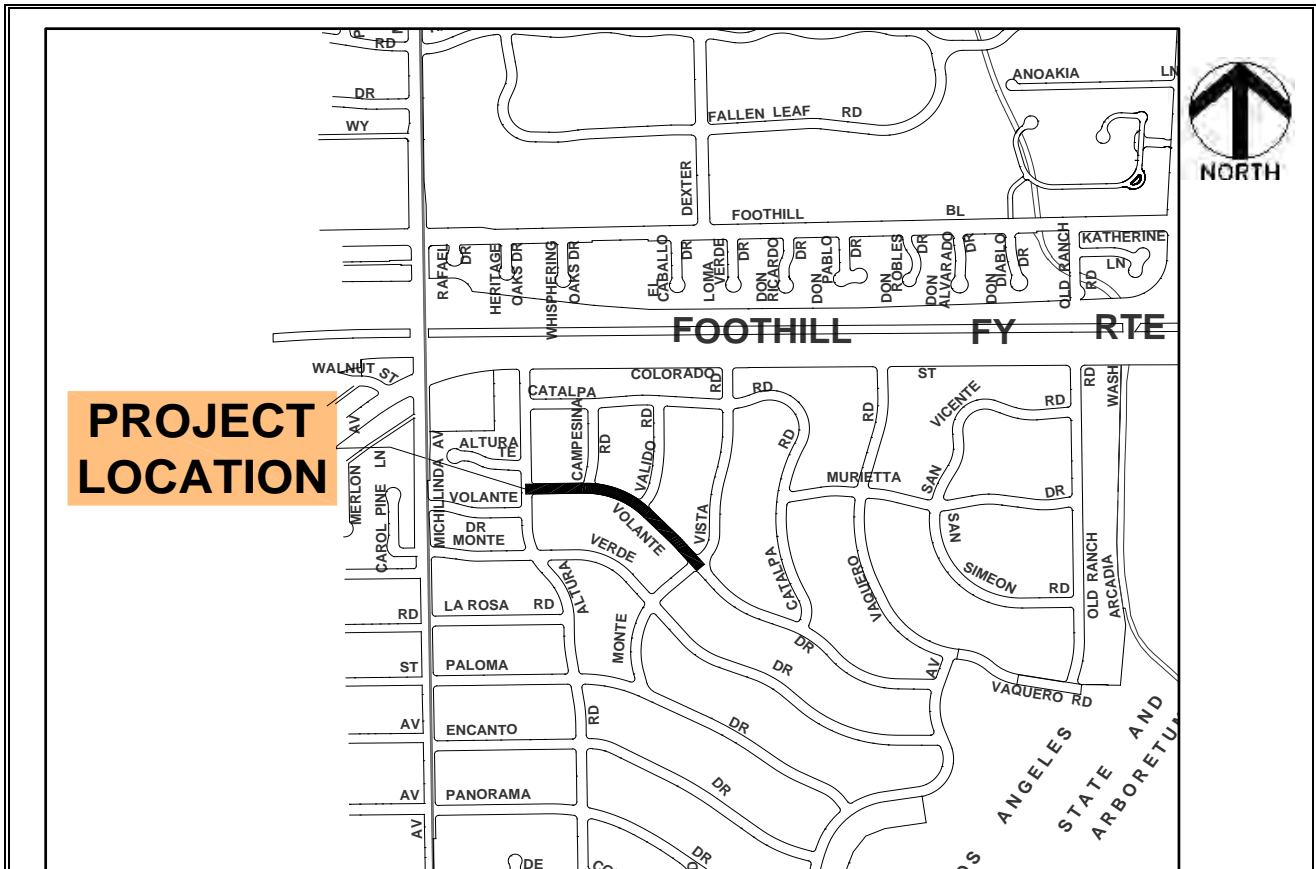 RD
DR
WY
ANOAKIA LN
NORTH
FALLEN LEAF RD
DEXTER
FOOTHILL BL
RAFAEL DR
HERITAGE OAKS DR
WHISPHERING OAKS DR
EL CABALLO DR
LOMA VERDE DR
DON RICARDO DR
DON PABLO DR
DON ROBLES DR
DON ALVARADO DR
DON DIABLO DR
OLD RANCH RD
KATHERINE LN
FOOTHILL FY RTE
WALNUT ST
PROJECT
LOCATION
COLORADO ST
CATALPA RD
RD
WASH
RD
AV
MERLON
CAROL PINE LN
MICHILLINDA AV
ALTURA
TE
CAMPESINA RD
VALIDO RD
VISTA
RD
RD
VICENTE RD
SAN
MURIETTA DR
VOLANTE
VOLANTE
DR
MONTE
VERDE
SAN
SIMEON RD
OLD RANCH
ARCADIA
CATALPA
VAQUERO
LA ROSA RD
RD
ALTURA
MONTE
DR
DR
AV
VAQUERO RD
ST
PALOMA
RD
DR
AV
ENCANTO
DR
AV
PANORAMA
AV
DR
DE
ANGELES
STATE AND